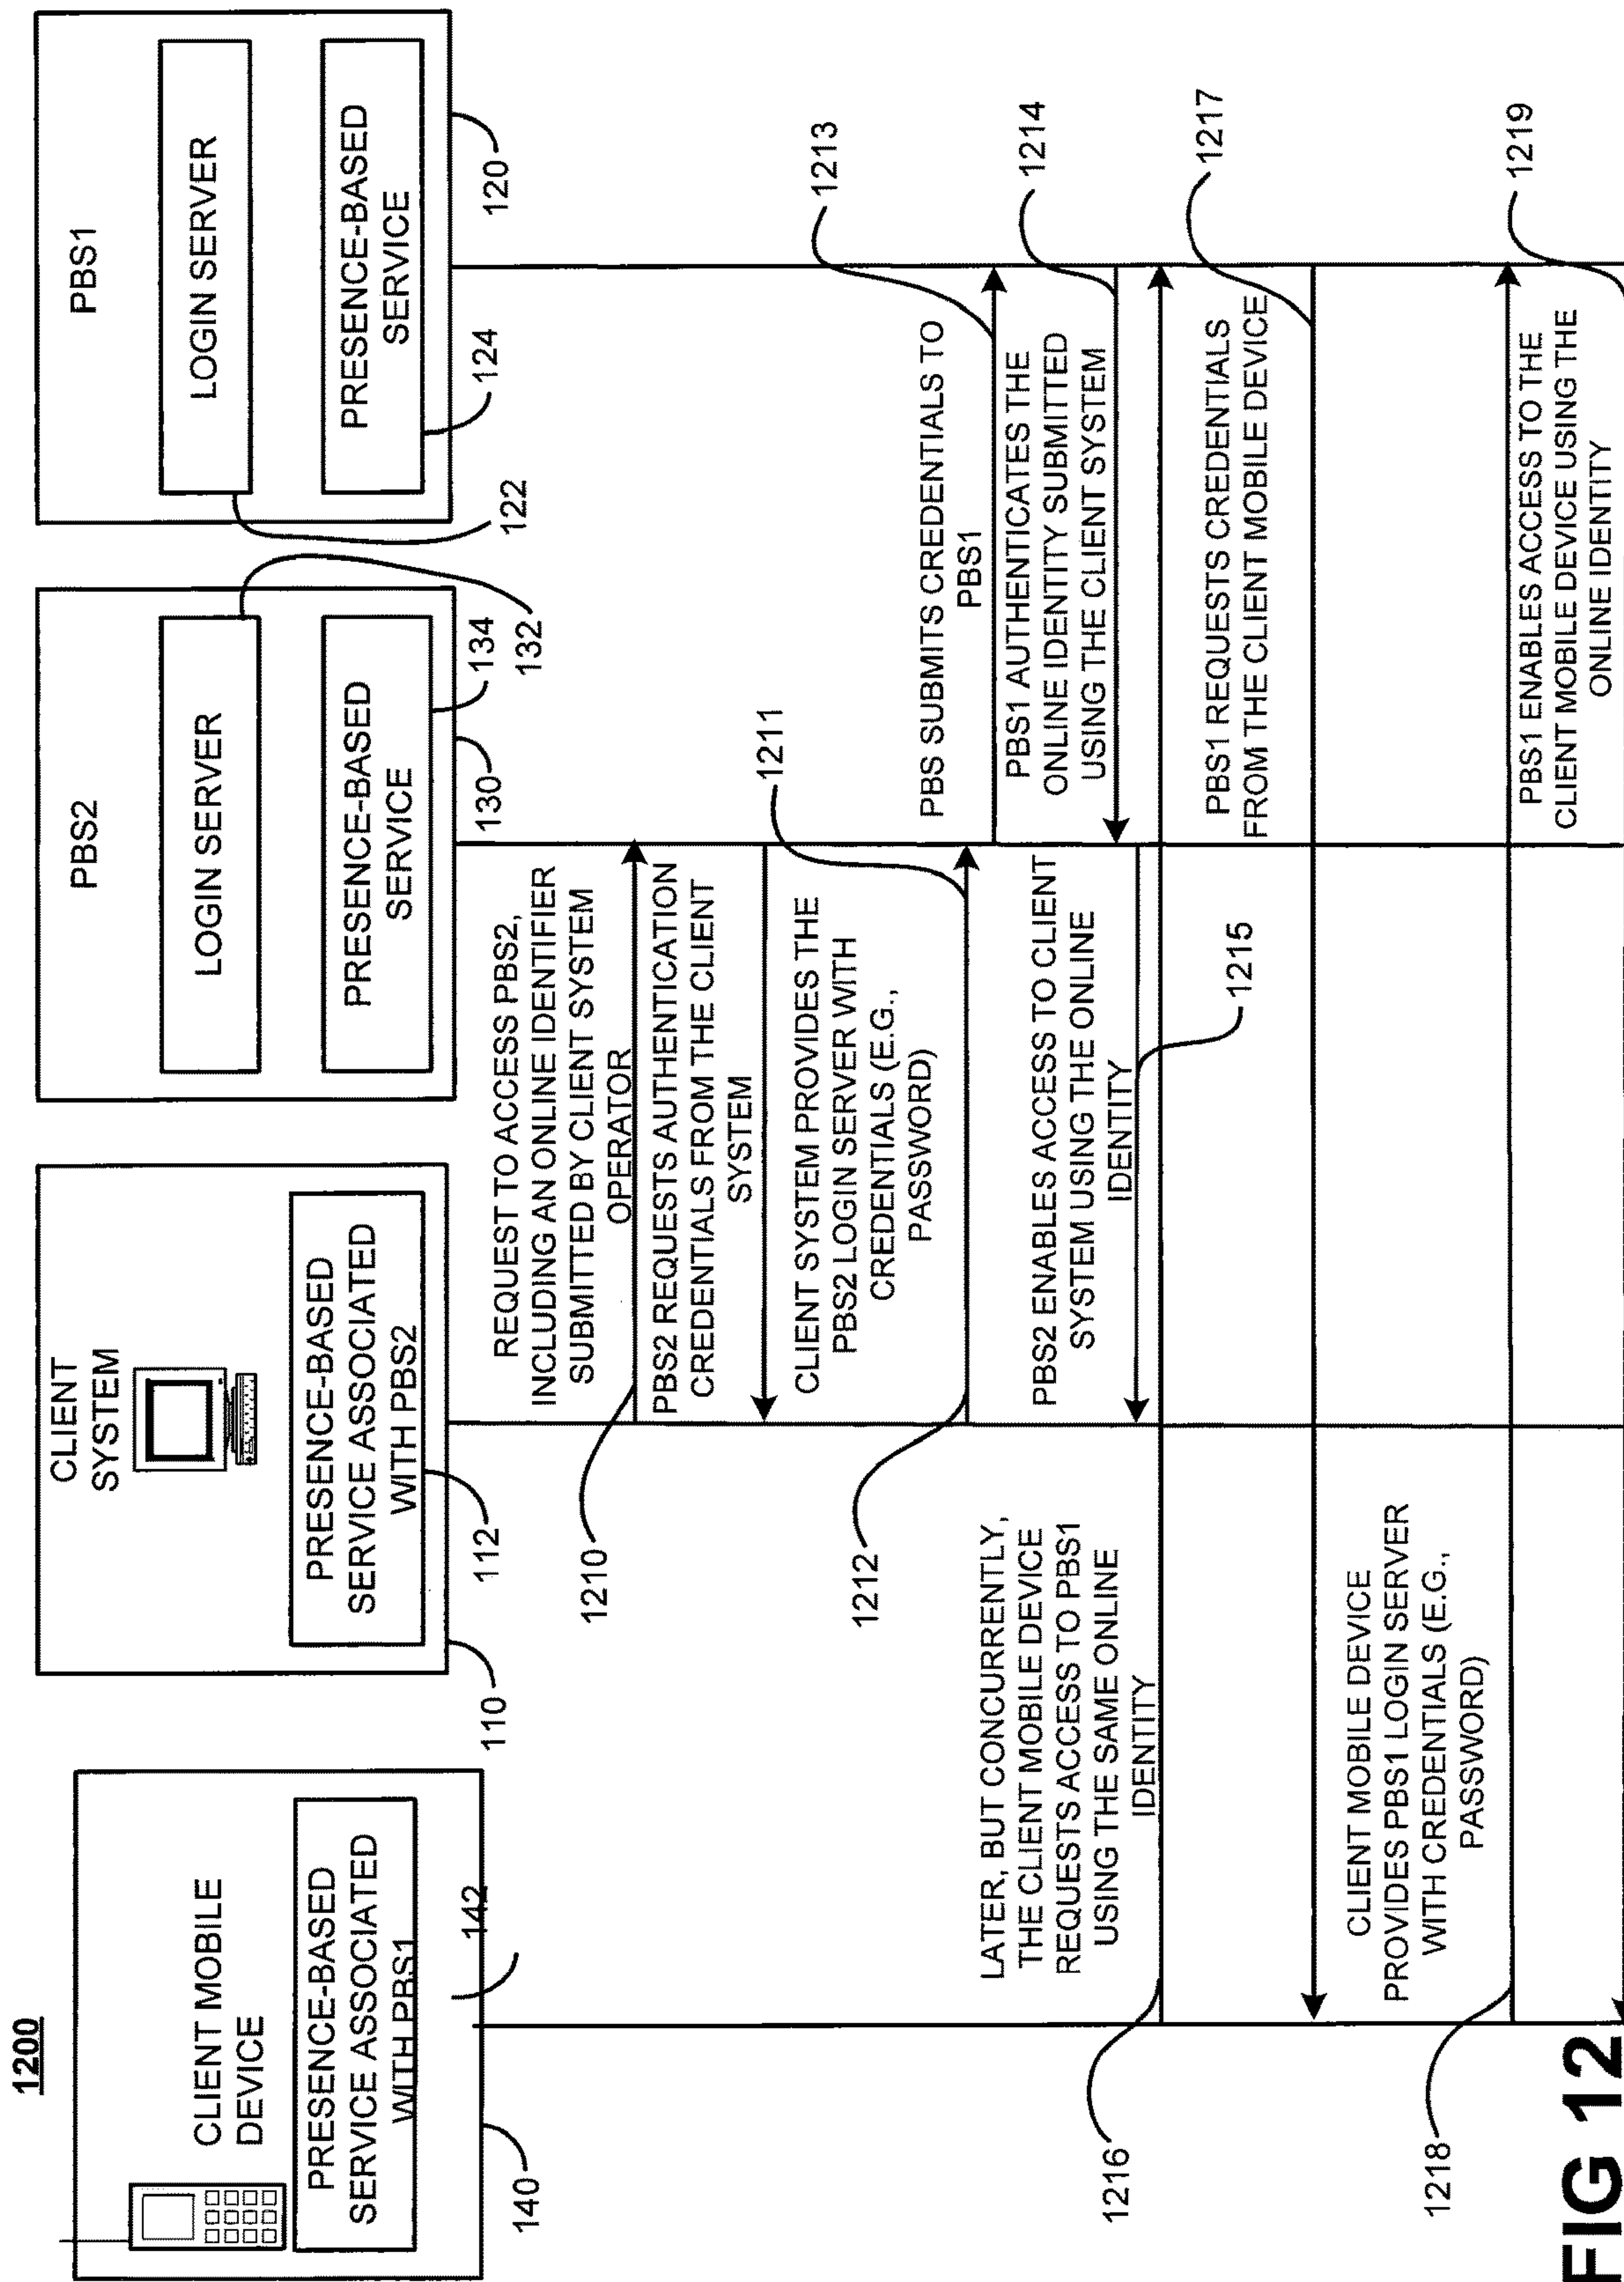 1200
CLIENT MOBILE
DEVICE
PRESENCE-BASED
SERVICE ASSOCIATED
WITH PBS1
142
140
CLIENT
SYSTEM
PRESENCE-BASED
SERVICE ASSOCIATED
WITH PBS2
112
110
PBS2
LOGIN SERVER
PRESENCE-BASED
SERVICE
134
132
130
PBS1
LOGIN SERVER
PRESENCE-BASED
SERVICE
124
122
120
REQUEST TO ACCESS PBS2,
INCLUDING AN ONLINE IDENTIFIER
SUBMITTED BY CLIENT SYSTEM
OPERATOR
1210
PBS2 REQUESTS AUTHENTICATION
CREDENTIALS FROM THE CLIENT
SYSTEM
1211
CLIENT SYSTEM PROVIDES THE
PBS2 LOGIN SERVER WITH
CREDENTIALS (E.G.,
PASSWORD)
1212
PBS SUBMITS CREDENTIALS TO
PBS1
1213
PBS1 AUTHENTICATES THE
ONLINE IDENTITY SUBMITTED
USING THE CLIENT SYSTEM
1214
PBS2 ENABLES ACCESS TO CLIENT
SYSTEM USING THE ONLINE
IDENTITY
1215
LATER, BUT CONCURRENTLY,
THE CLIENT MOBILE DEVICE
REQUESTS ACCESS TO PBS1
USING THE SAME ONLINE
IDENTITY
1216
PBS1 REQUESTS CREDENTIALS
FROM THE CLIENT MOBILE DEVICE
1217
CLIENT MOBILE DEVICE
PROVIDES PBS1 LOGIN SERVER
WITH CREDENTIALS (E.G.,
PASSWORD)
1218
PBS1 ENABLES ACCESS TO THE
CLIENT MOBILE DEVICE USING THE
ONLINE IDENTITY
1219
FIG 12